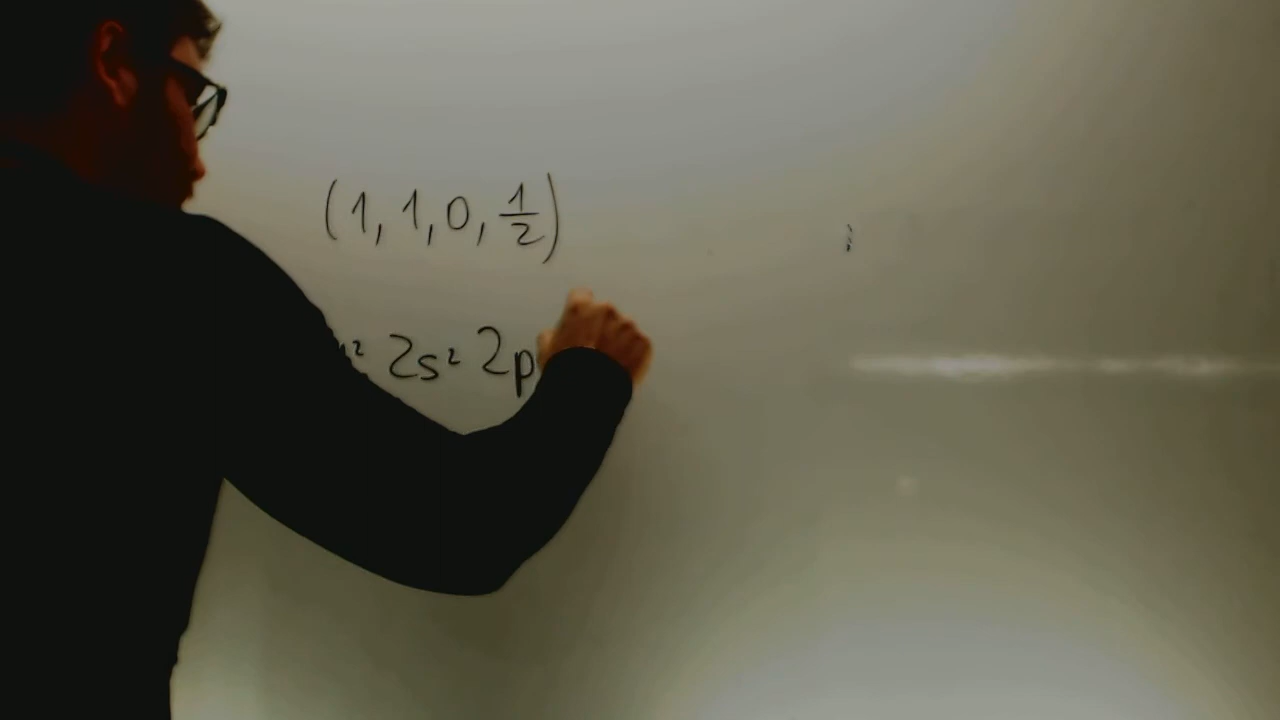 (1, 1, 0, 1/2)
2s² 2p